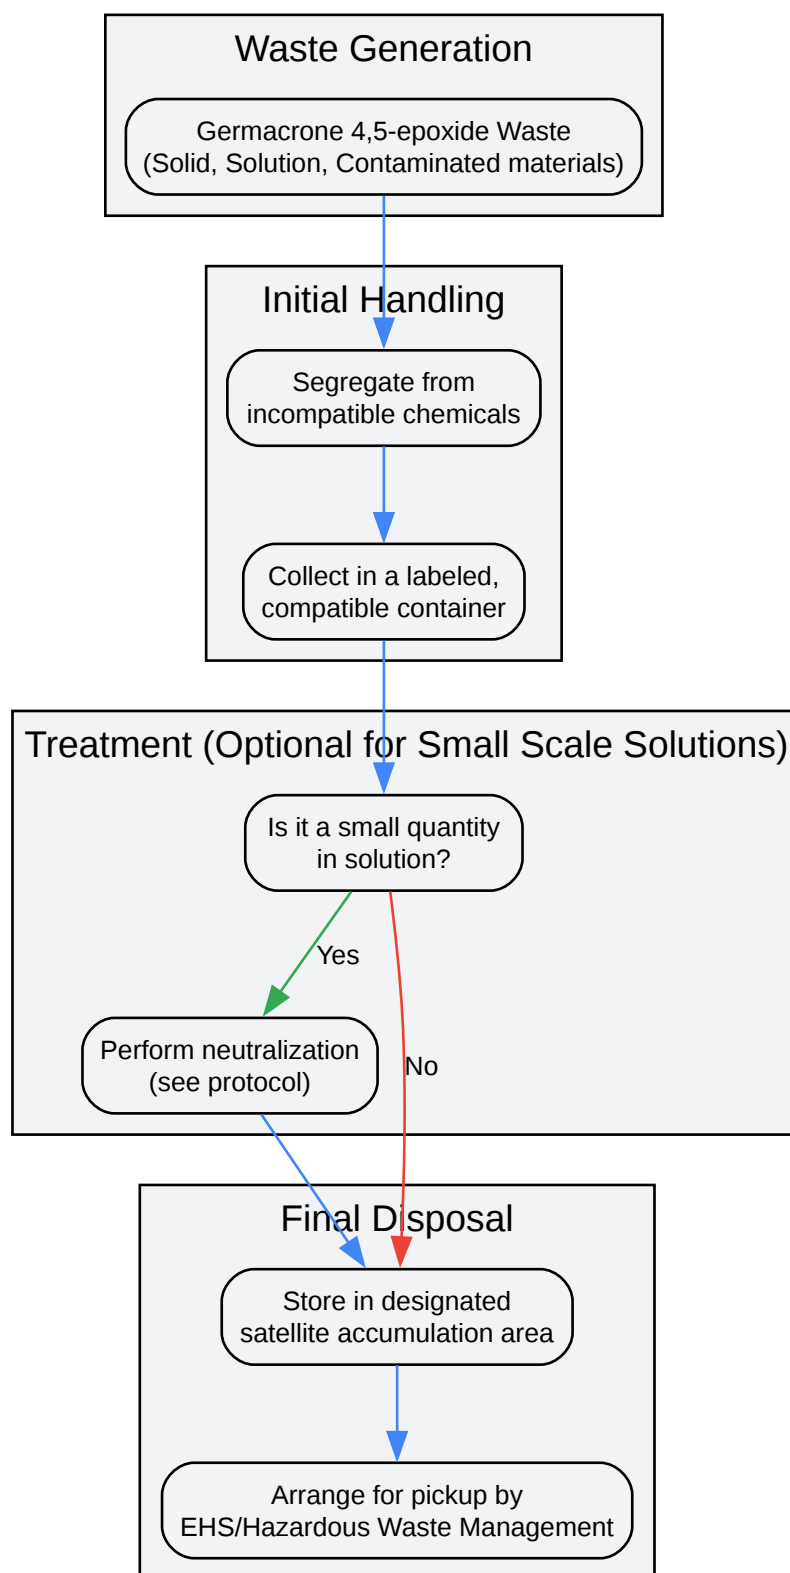 Waste Generation
Germacrone 4,5-epoxide Waste
(Solid, Solution, Contaminated materials)
Initial Handling
Segregate from
incompatible chemicals
Collect in a labeled,
compatible container
Treatment (Optional for Small Scale Solutions)
Is it a small quantity
in solution?
Yes
Perform neutralization
(see protocol)
No
Final Disposal
Store in designated
satellite accumulation area
Arrange for pickup by
EHS/Hazardous Waste Management